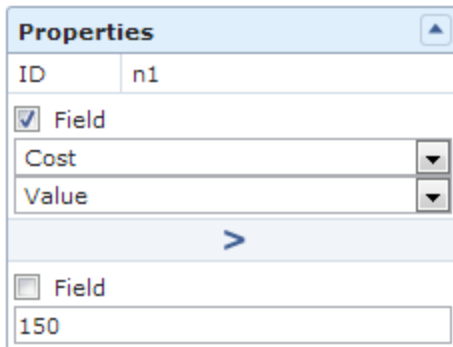 Properties
ID n1
Field
Cost
Value
>
Field
150